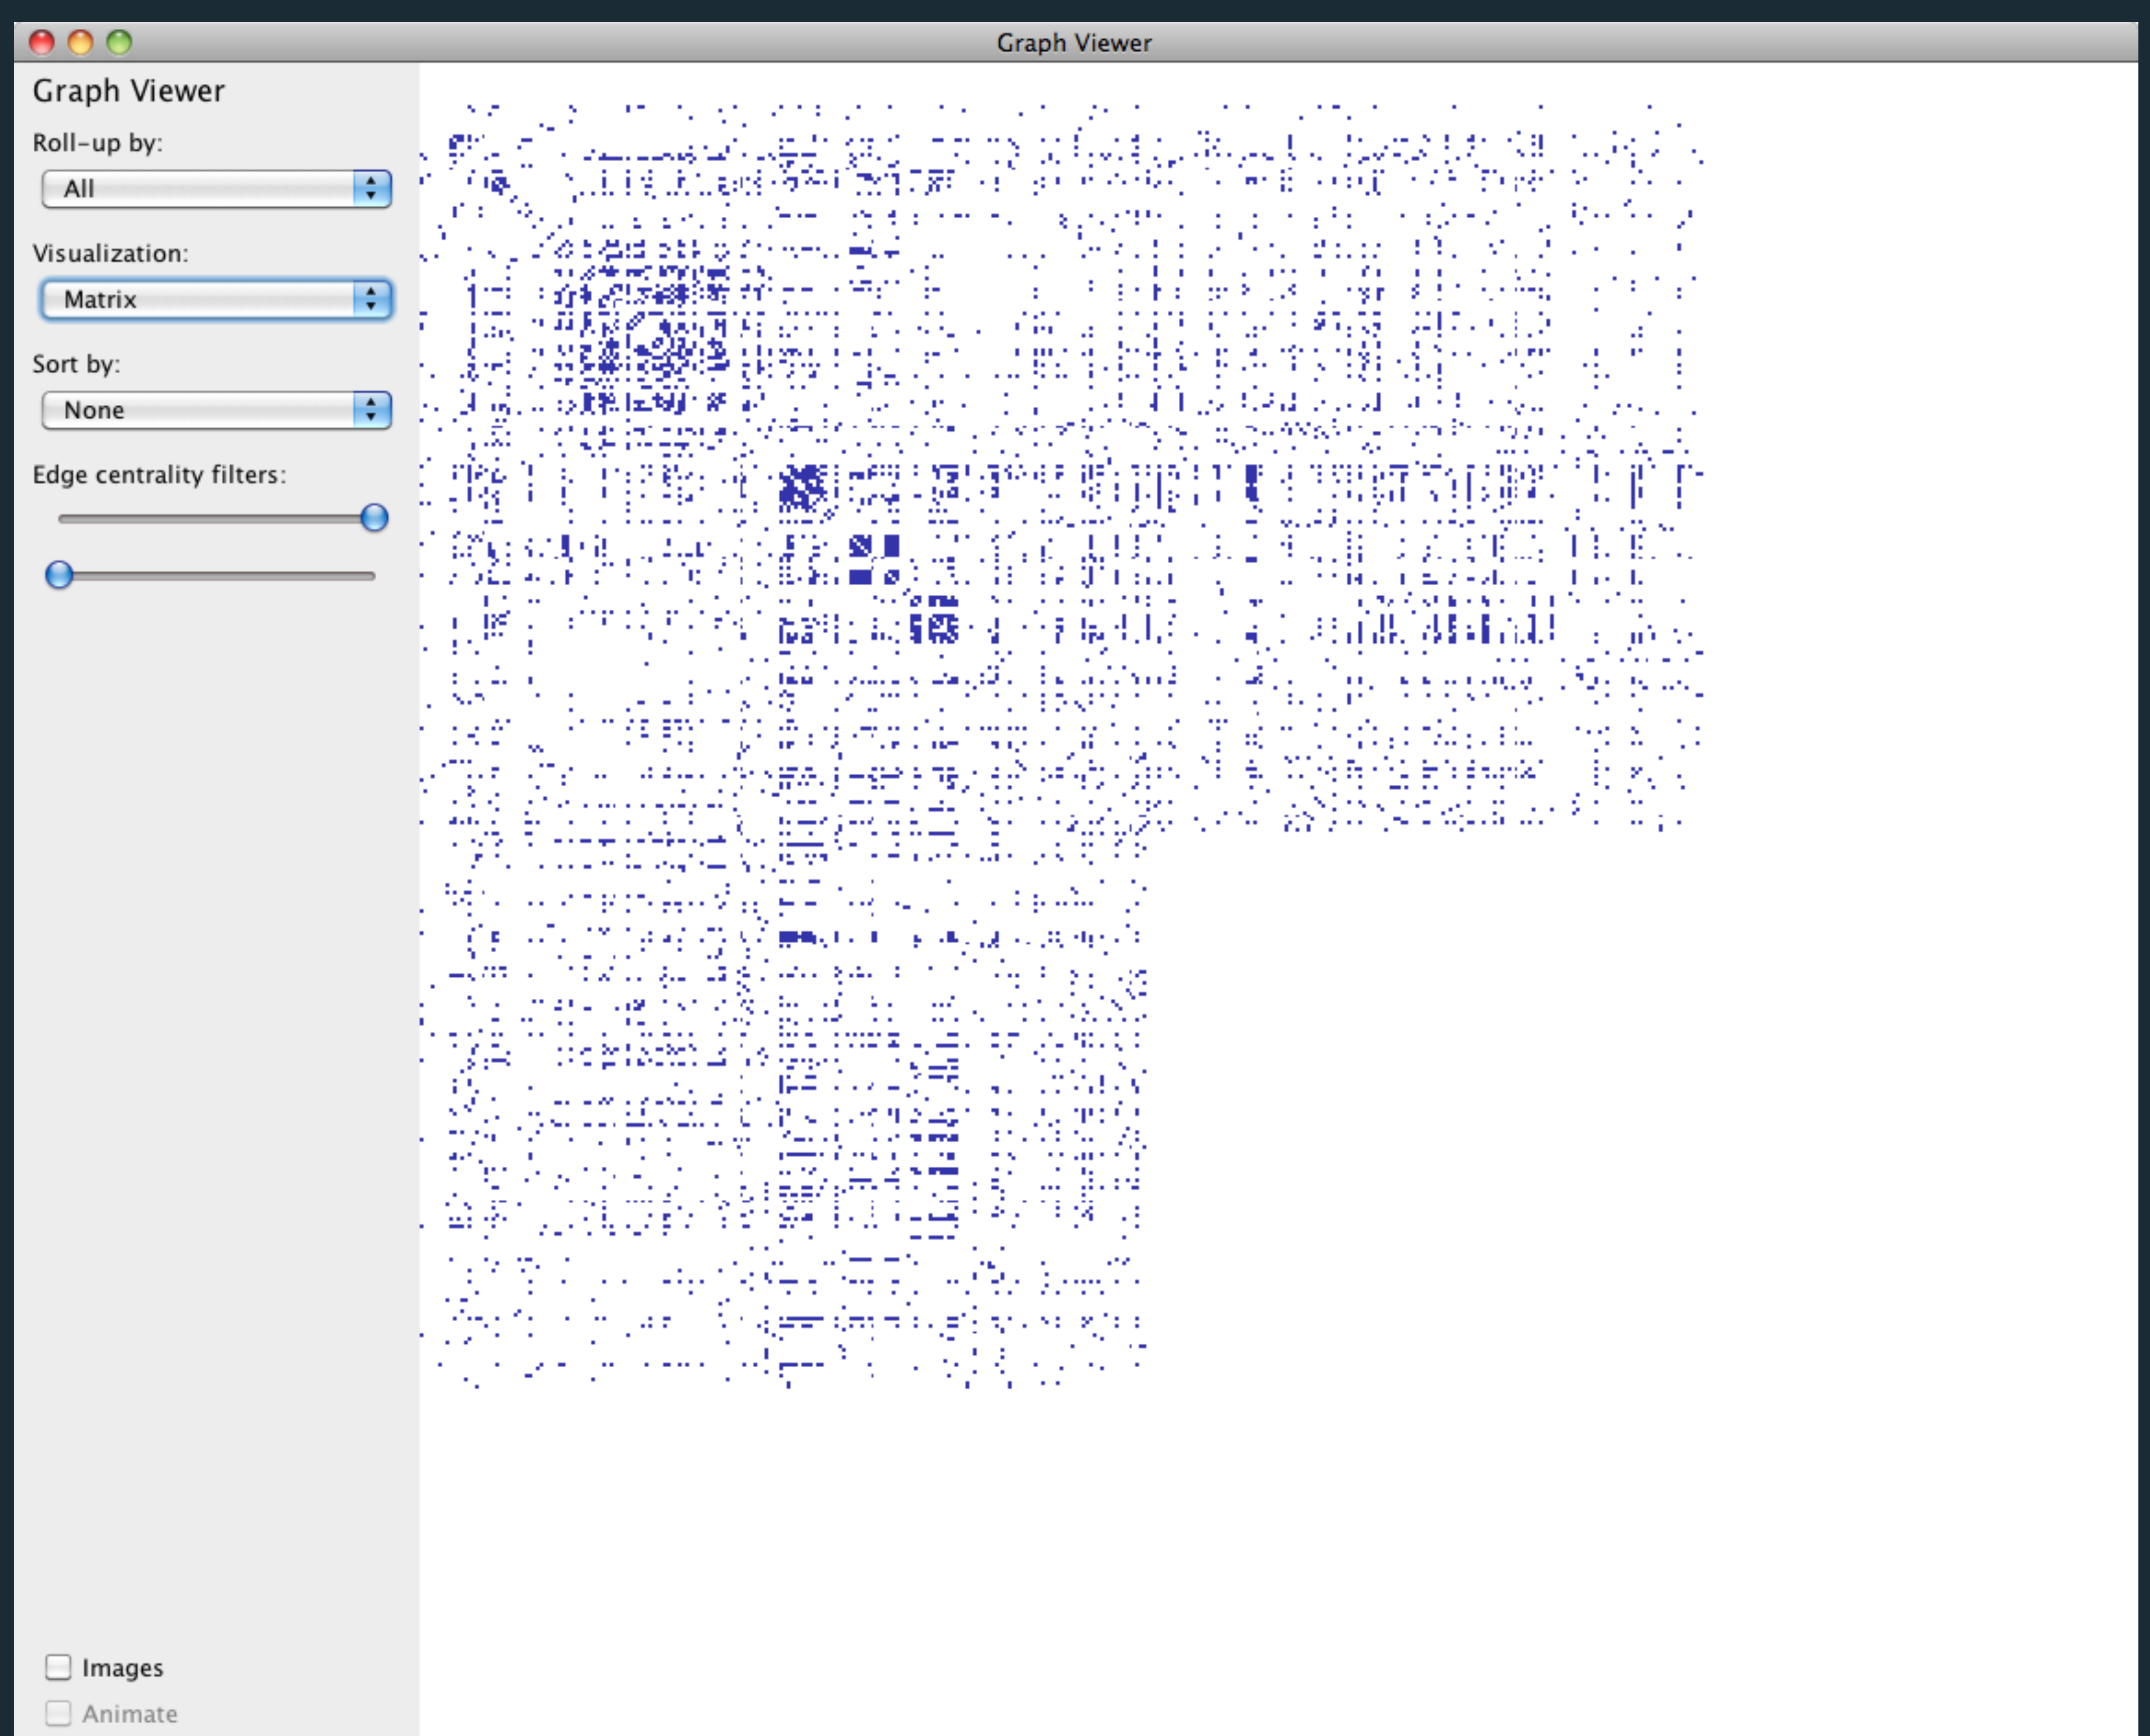 Graph Viewer
Graph Viewer
Roll-up by:
All
Visualization:
Matrix
Sort by:
None
Edge centrality filters:
Images
Animate